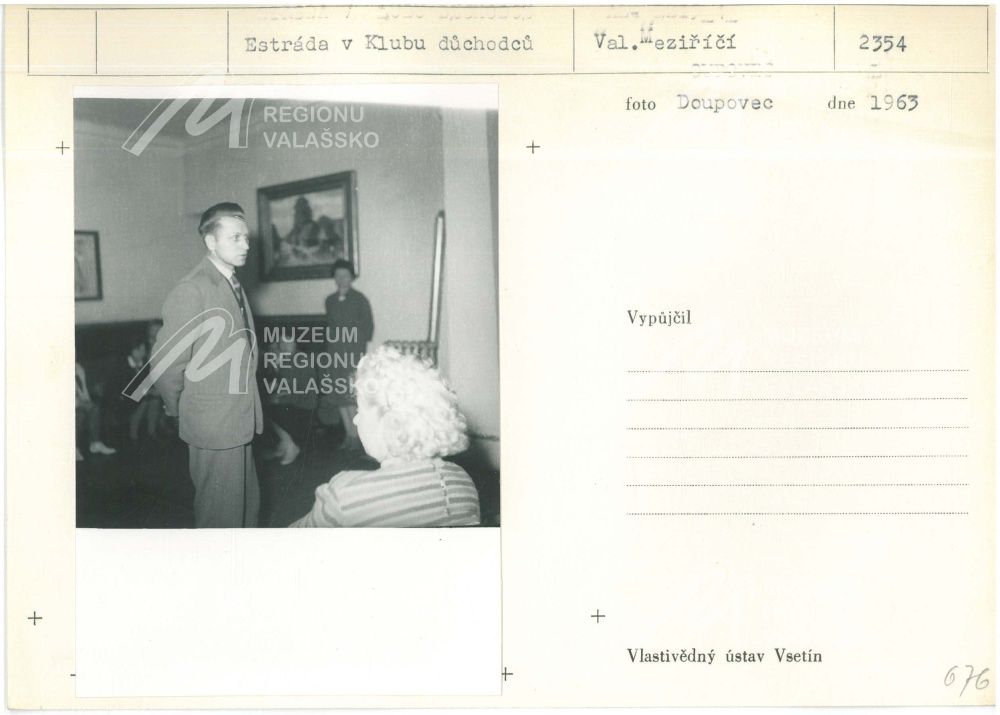 Estráda v Klubu důchodců
Val.Meziříčí
2354
foto Doupovec dne 1963
M REGIONU
VALAŠSKO
Vypůjčil
M MUZEUM
REGIONU
VALAŠSKO
Vlastivědný ústav Vsetín
676